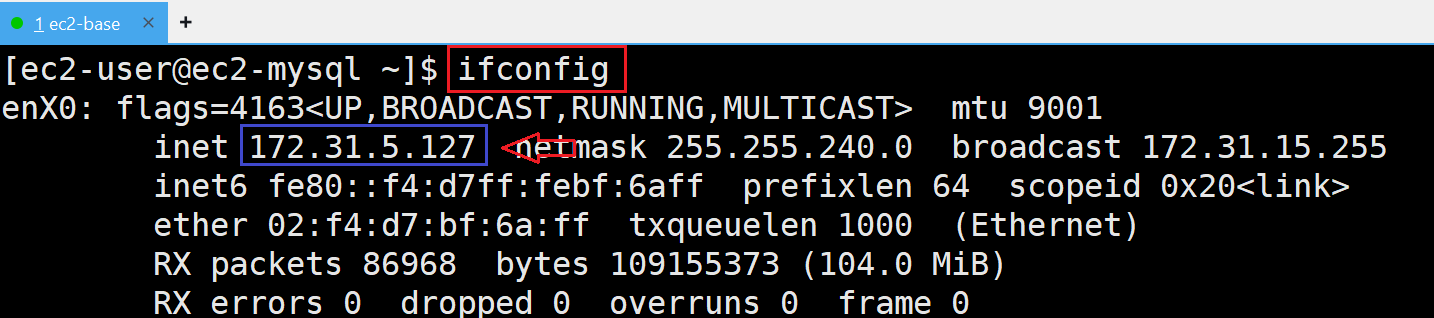 1 ec2-base × +
[ec2-user@ec2-mysql ~]$ ifconfig
enX0: flags=4163<UP,BROADCAST,RUNNING,MULTICAST>  mtu 9001
        inet 172.31.5.127  netmask 255.255.240.0  broadcast 172.31.15.255
        inet6 fe80::f4:d7ff:febf:6aff  prefixlen 64  scopeid 0x20<link>
        ether 02:f4:d7:bf:6a:ff  txqueuelen 1000  (Ethernet)
        RX packets 86968  bytes 109155373 (104.0 MiB)
        RX errors 0  dropped 0  overruns 0  frame 0